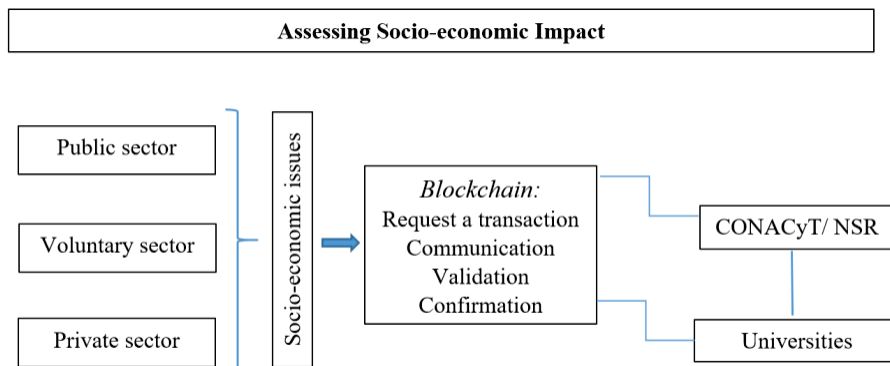 Assessing Socio-economic Impact
Public sector
Voluntary sector
Private sector
Socio-economic issues
Blockchain:
Request a transaction
Communication
Validation
Confirmation
CONACyT/ NSR
Universities